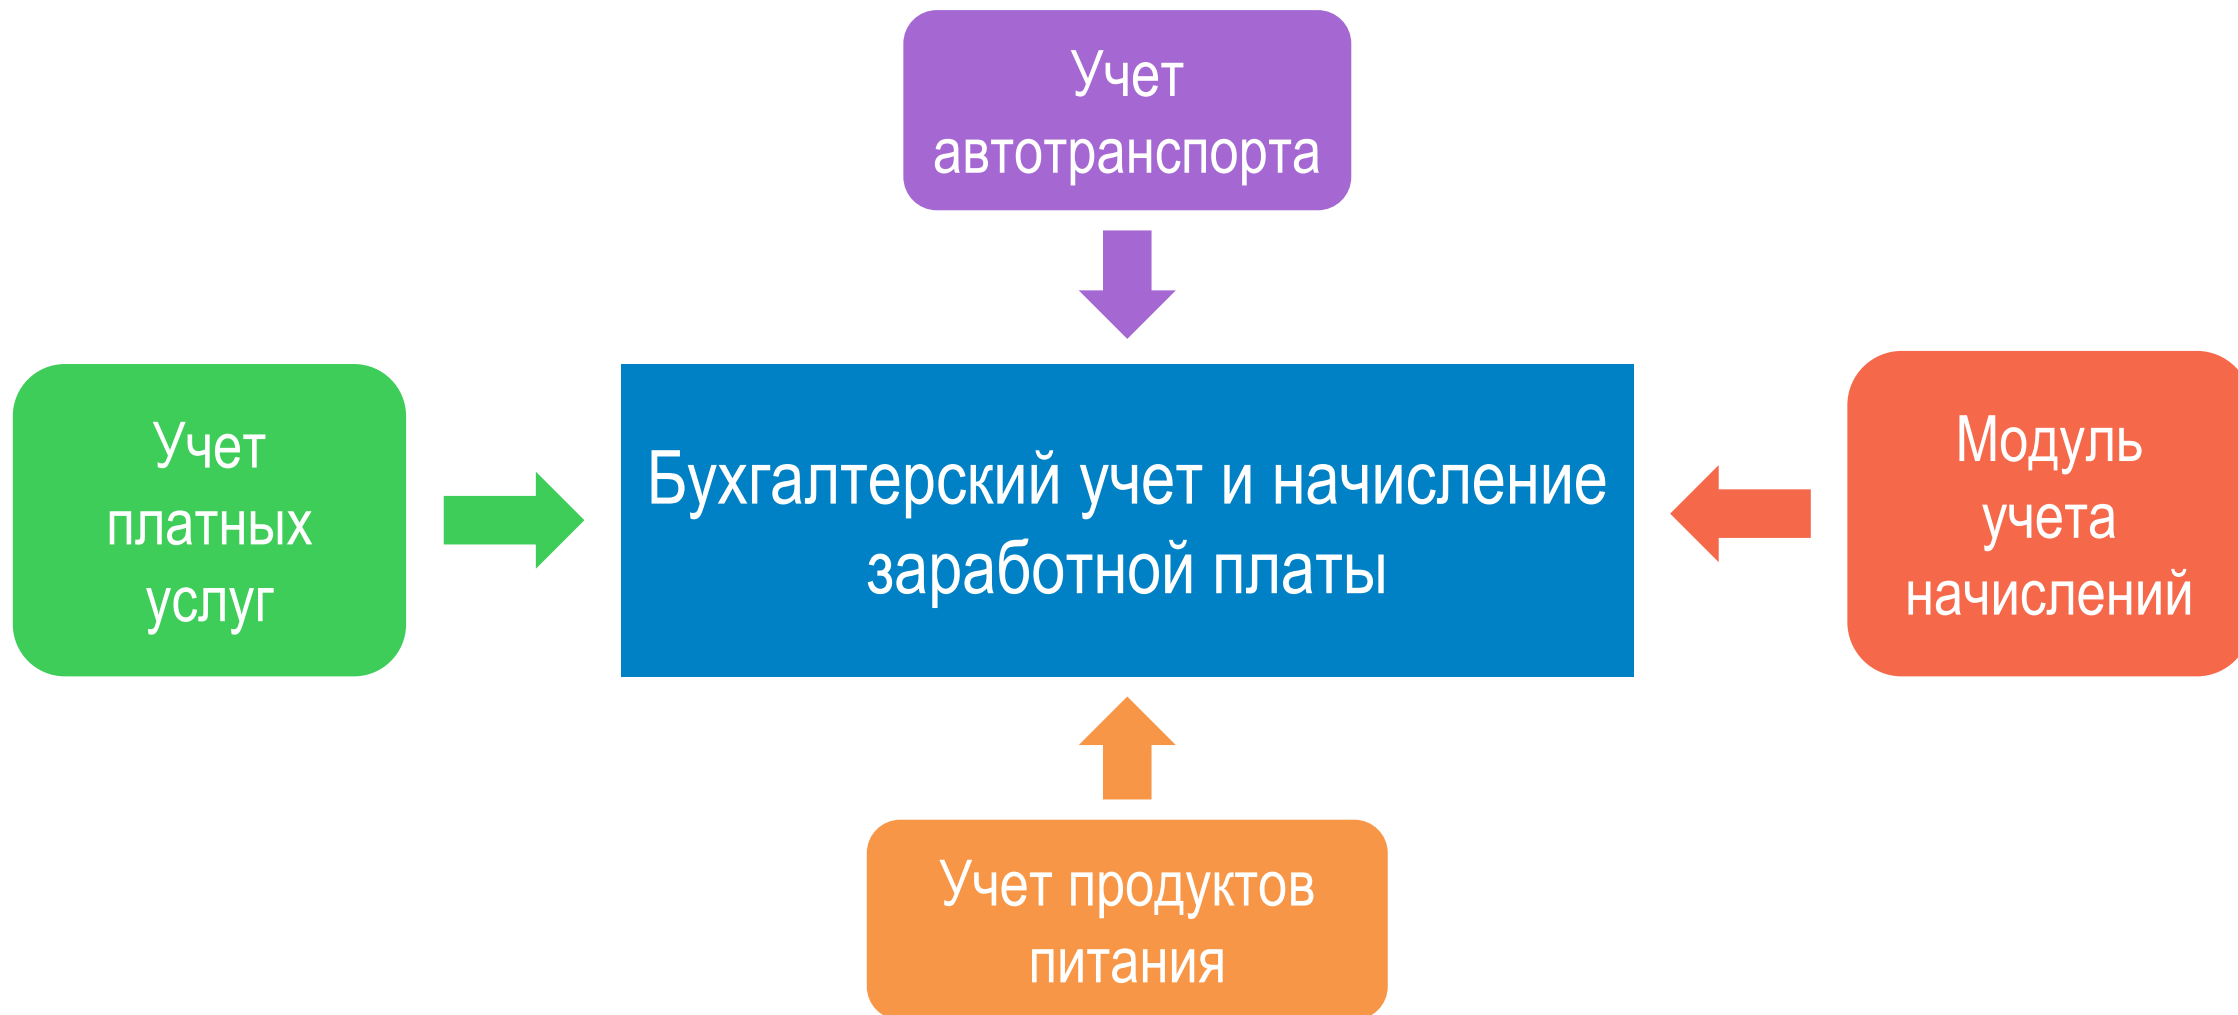 Учет
автотранспорта
Учет
платных
услуг
Бухгалтерский учет и начисление
заработной платы
Модуль
учета
начислений
Учет продуктов
питания